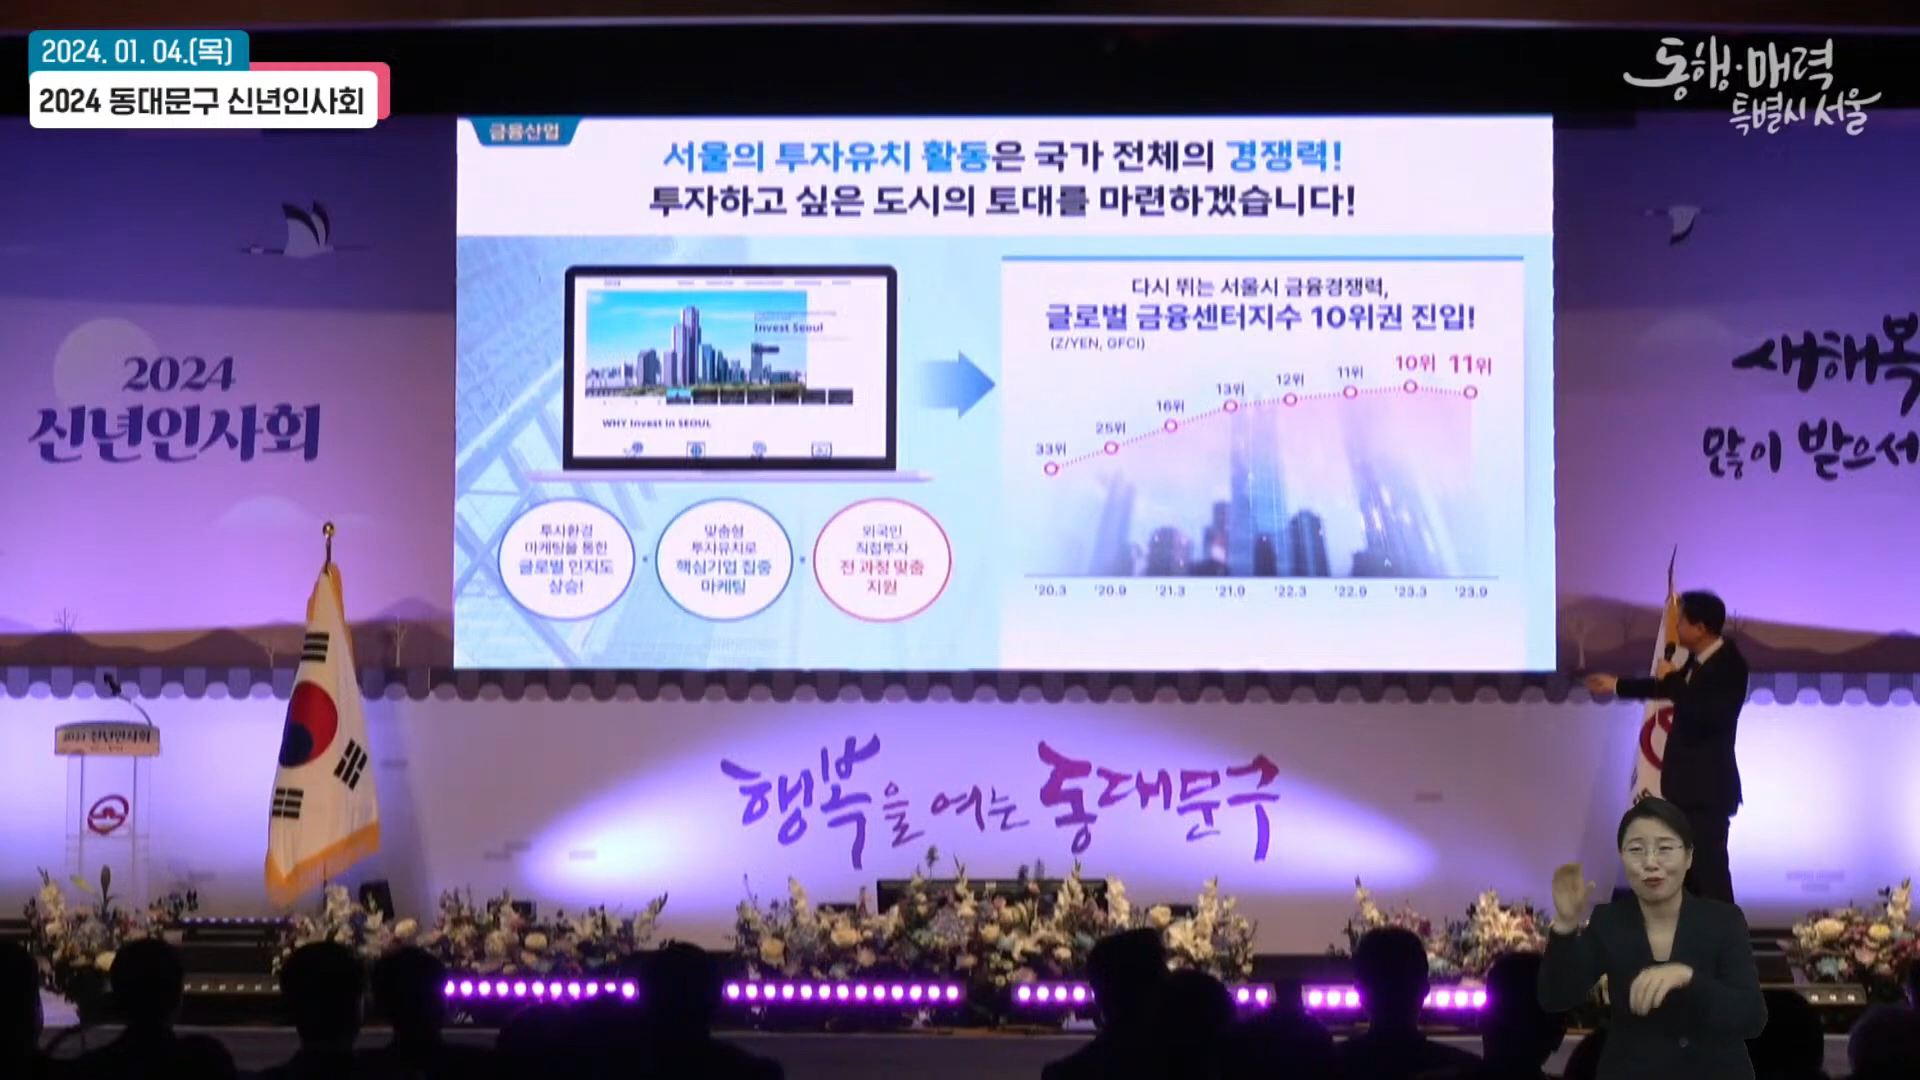 2024. 01. 04.(목)
2024 동대문구 신년인사회
동행·매력
특별시 서울
금융산업
서울의 투자유치 활동은 국가 전체의 경쟁력!
투자하고 싶은 도시의 토대를 마련하겠습니다!
Invest Seoul
WHY Invest in SEOUL
투자환경
마케팅을 통한
글로벌 인지도
상승!
맞춤형
투자유치로
핵심기업 집중
마케팅
외국인
직접투자
전 과정 맞춤
지원
다시 뛰는 서울시 금융경쟁력,
글로벌 금융센터지수 10위권 진입!
(Z/YEN, GFCI)
33위 25위 16위 13위 12위 11위 10위 11위
'20.3 '20.9 '21.3 '21.9 '22.3 '22.9 '23.3 '23.9
2024
신년인사회
새해복
많이 받으서
2024 신년인사회
행복을 여는 동대문구